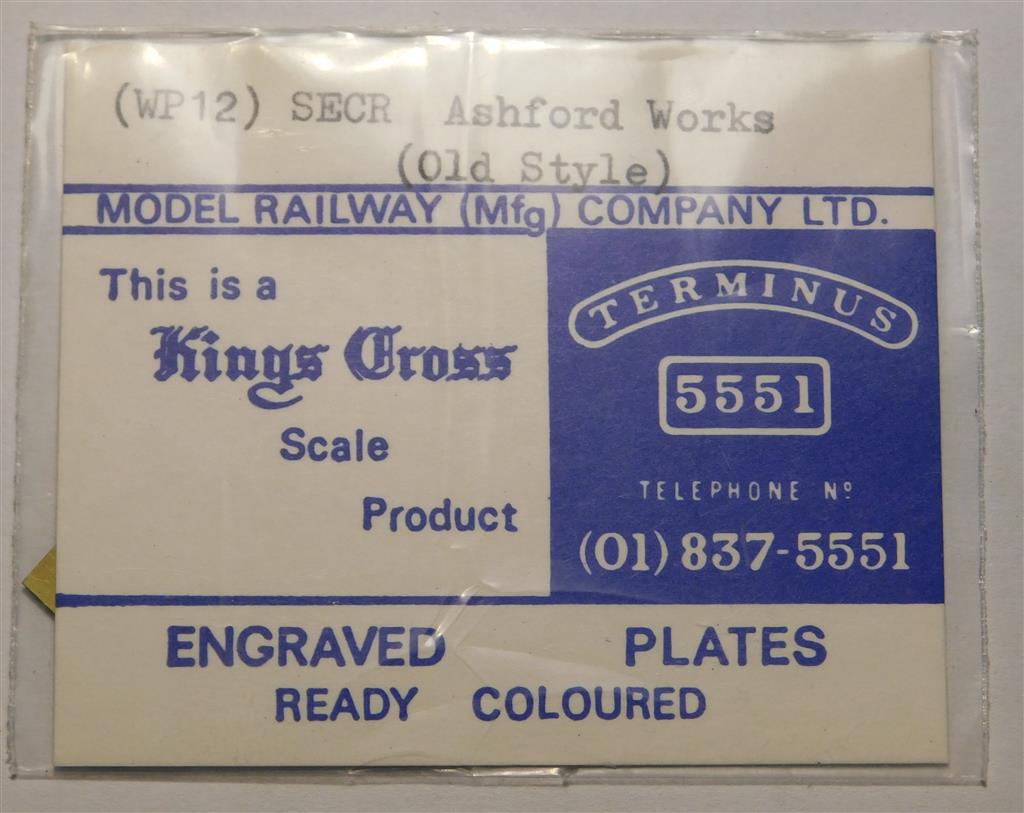 (WP12) SECR Ashford Works
(Old Style)
MODEL RAILWAY (Mfg) COMPANY LTD.
This is a
Kings Cross
Scale
Product
TERMINUS
5551
TELEPHONE Nº
(01) 837-5551
ENGRAVED PLATES
READY COLOURED